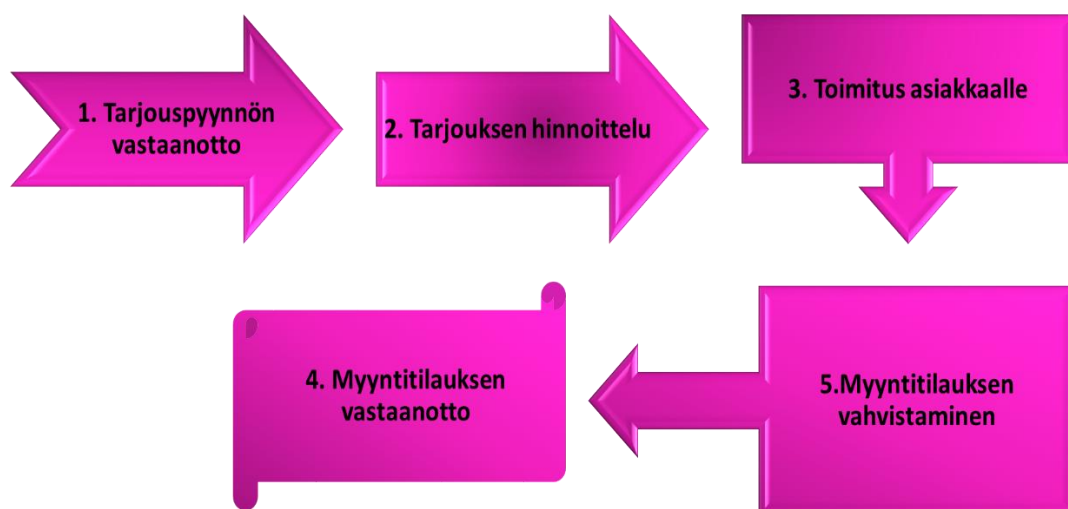 1. Tarjouspyynnön
vastaanotto
2. Tarjouksen hinnoittelu
3. Toimitus asiakkaalle
4. Myyntitilauksen
vastaanotto
5.Myyntitilauksen
vahvistaminen